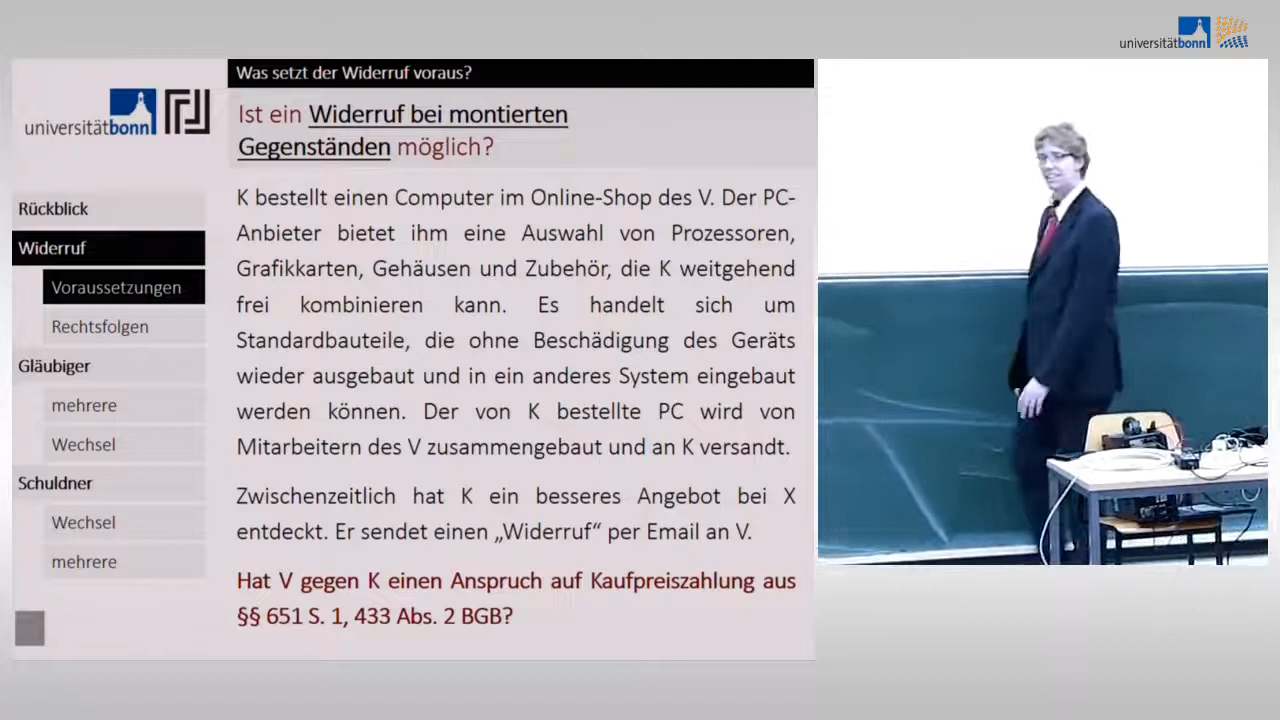 universitätbonn
Was setzt der Widerruf voraus?
universitätbonn
Ist ein Widerruf bei montierten
Gegenständen möglich?
Rückblick
Widerruf
Voraussetzungen
Rechtsfolgen
Gläubiger
mehrere
Wechsel
Schuldner
Wechsel
mehrere
K bestellt einen Computer im Online-Shop des V. Der PC-
Anbieter bietet ihm eine Auswahl von Prozessoren,
Grafikkarten, Gehäusen und Zubehör, die K weitgehend
frei kombinieren kann. Es handelt sich um
Standardbauteile, die ohne Beschädigung des Geräts
wieder ausgebaut und in ein anderes System eingebaut
werden können. Der von K bestellte PC wird von
Mitarbeitern des V zusammengebaut und an K versandt.
Zwischenzeitlich hat K ein besseres Angebot bei X
entdeckt. Er sendet einen „Widerruf“ per Email an V.
Hat V gegen K einen Anspruch auf Kaufpreiszahlung aus
§§ 651 S. 1, 433 Abs. 2 BGB?